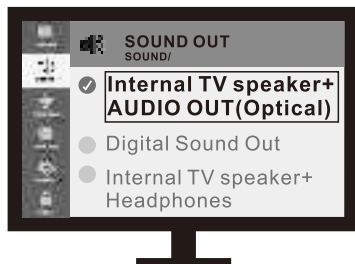 SOUND OUT
SOUND/
Internal TV speaker+
AUDIO OUT(Optical)
Digital Sound Out
Internal TV speaker+
Headphones